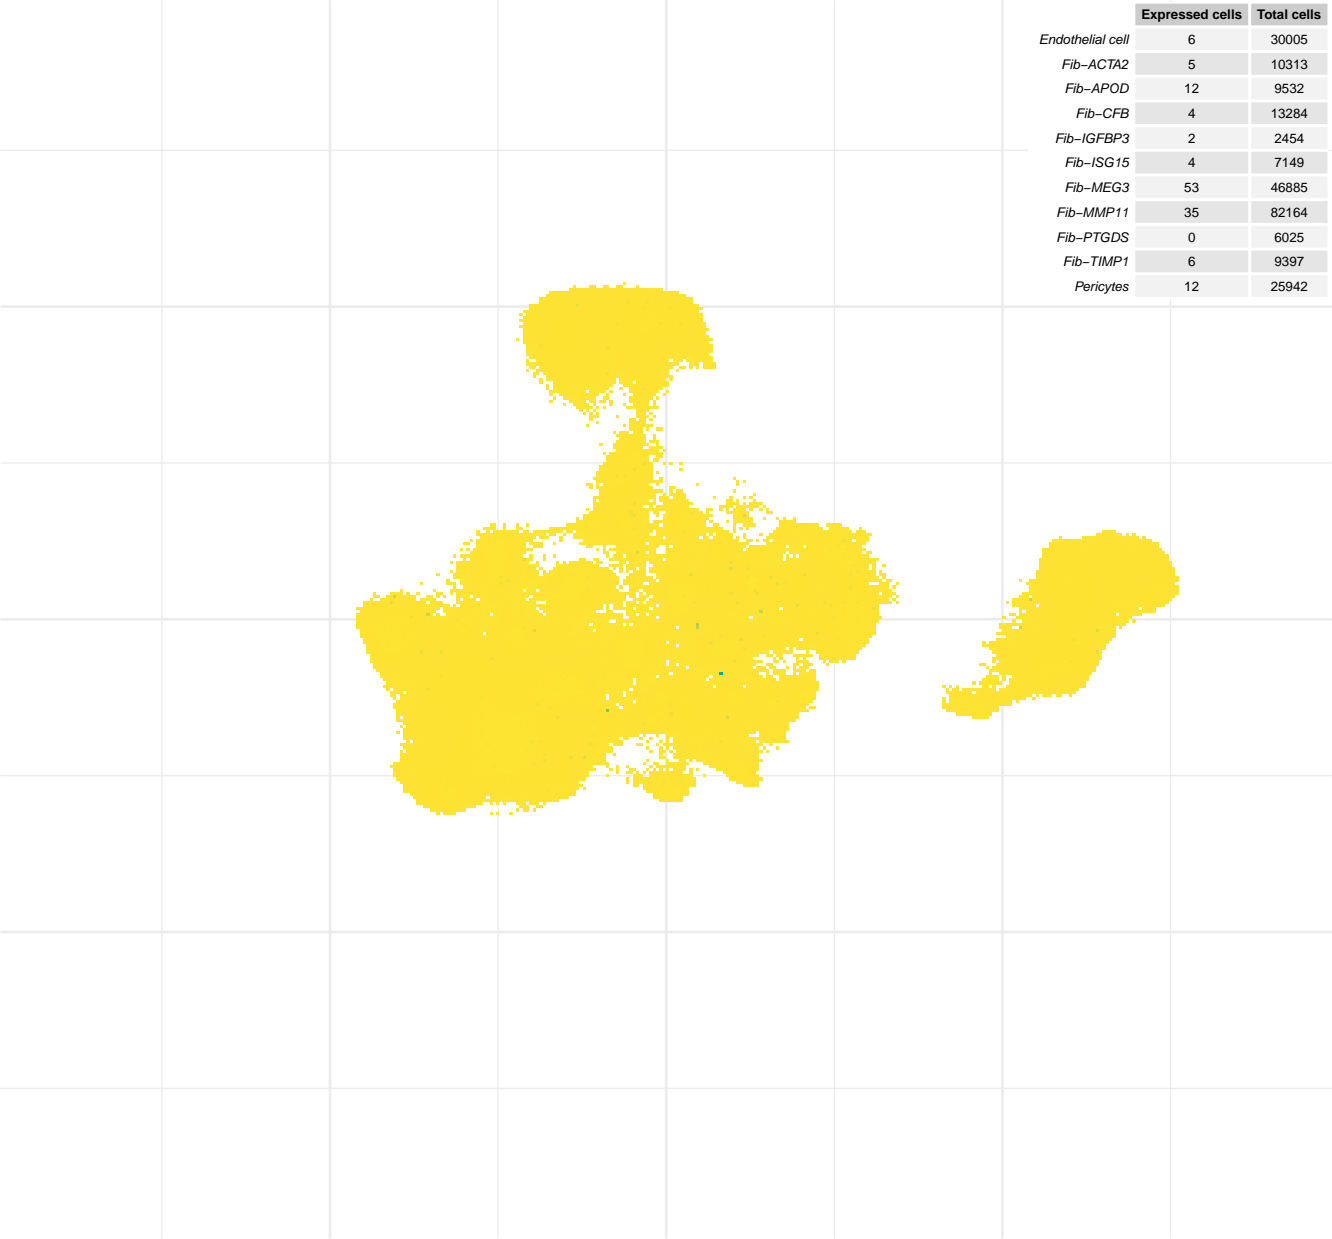 Expressed cells Total cells
Endothelial cell 6 30005
Fib−ACTA2 5 10313
Fib−APOD 12 9532
Fib−CFB 4 13284
Fib−IGFBP3 2 2454
Fib−ISG15 4 7149
Fib−MEG3 53 46885
Fib−MMP11 35 82164
Fib−PTGDS 0 6025
Fib−TIMP1 6 9397
Pericytes 12 25942